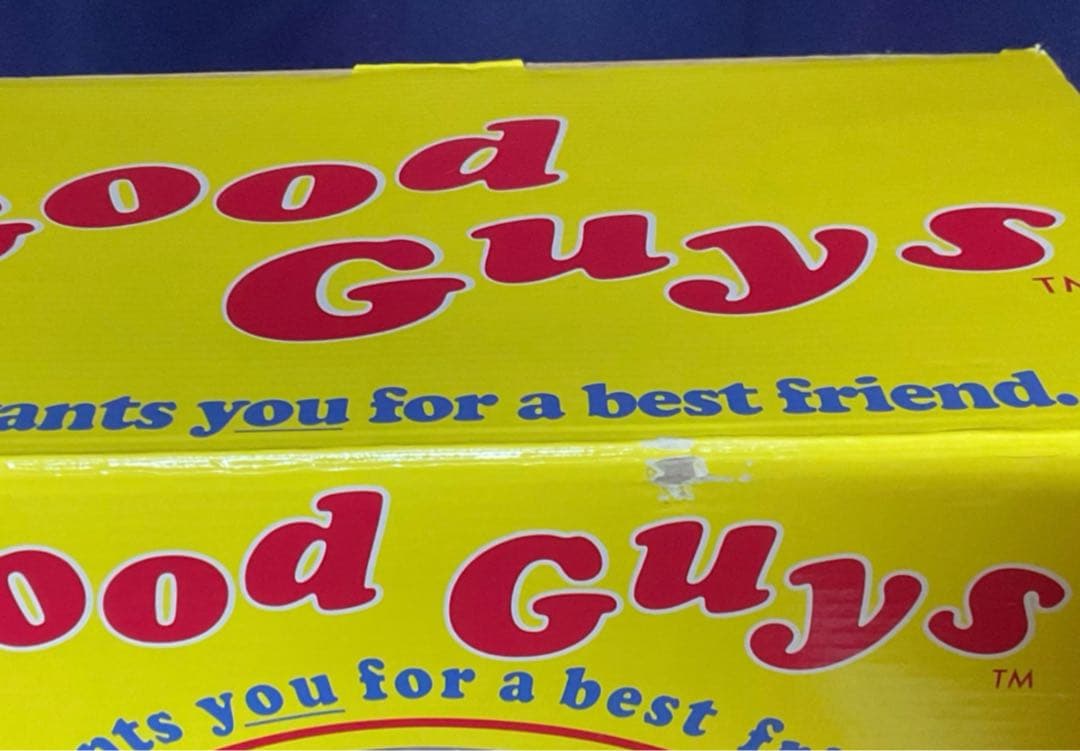 ood
Guys
TM
ants you for a best friend.
ood Guys
TM
nts you for a best